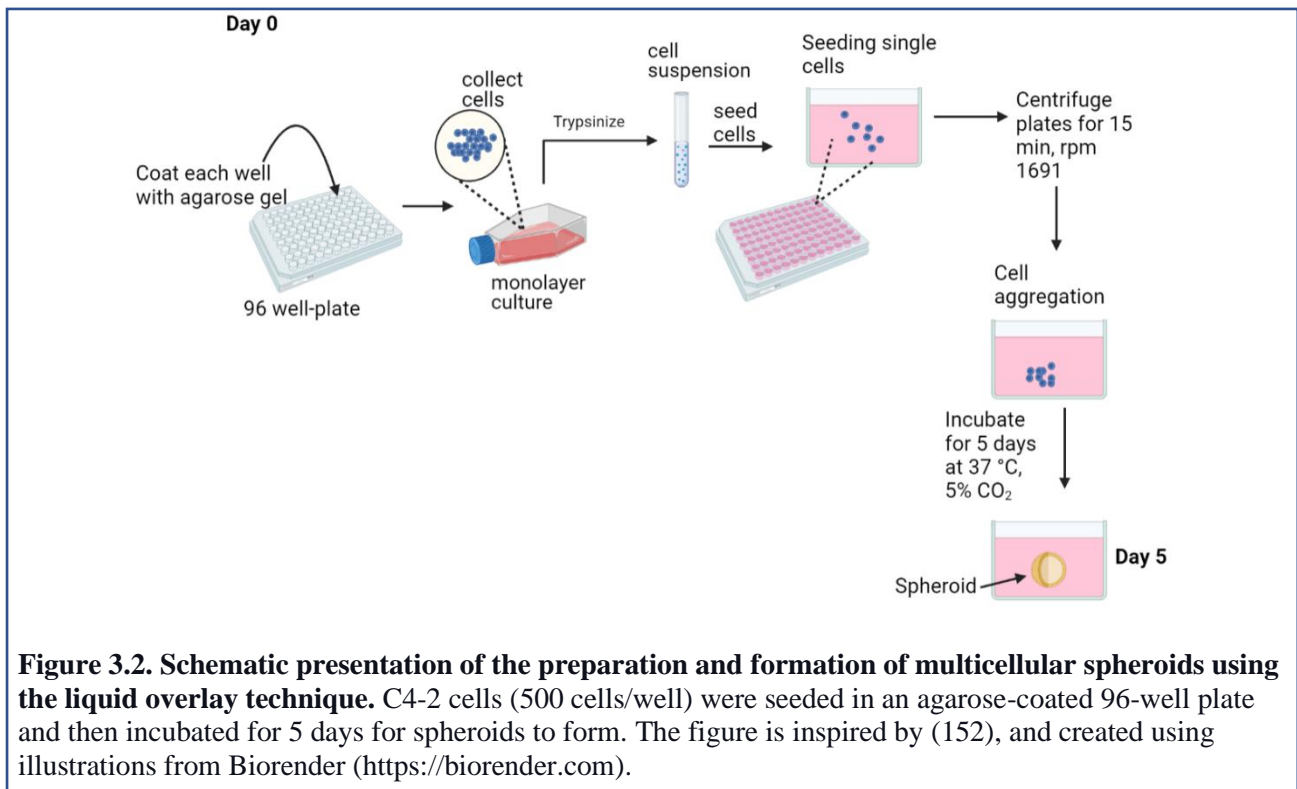 Day 0
Coat each well
with agarose gel
96 well-plate
collect
cells
monolayer
culture
Trypsinize
cell
suspension
seed
cells
Seeding single
cells
Centrifuge
plates for 15
min, rpm
1691
Cell
aggregation
Incubate
for 5 days
at 37 °C,
5% CO₂
Day 5
Spheroid
Figure 3.2. Schematic presentation of the preparation and formation of multicellular spheroids using
the liquid overlay technique. C4-2 cells (500 cells/well) were seeded in an agarose-coated 96-well plate
and then incubated for 5 days for spheroids to form. The figure is inspired by (152), and created using
illustrations from Biorender (https://biorender.com).